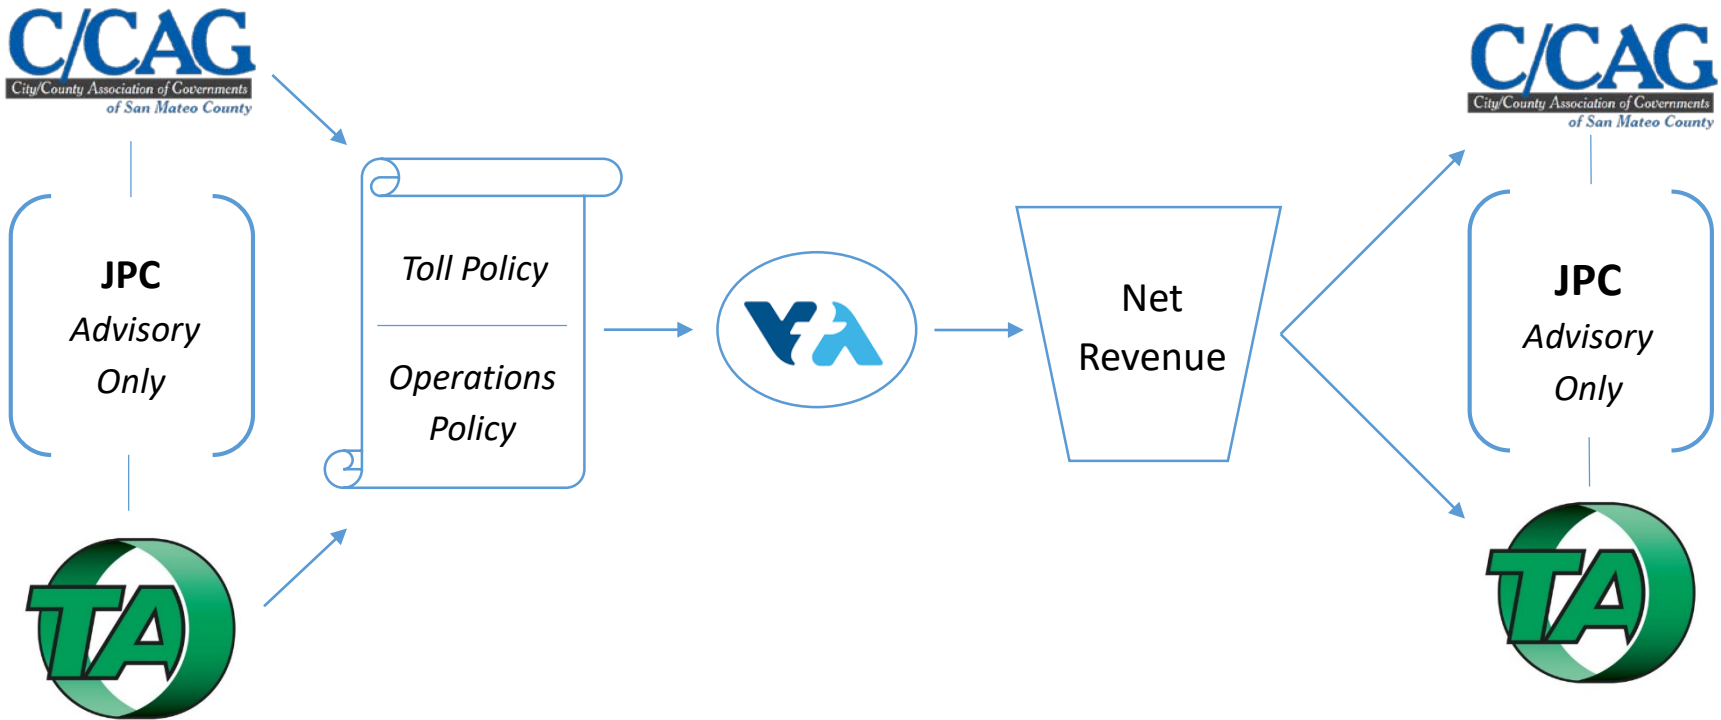 C/CAG
City/County Association of Governments
of San Mateo County
JPC
Advisory
Only
TA
Toll Policy
Operations
Policy
VTA
Net
Revenue
C/CAG
City/County Association of Governments
of San Mateo County
JPC
Advisory
Only
TA